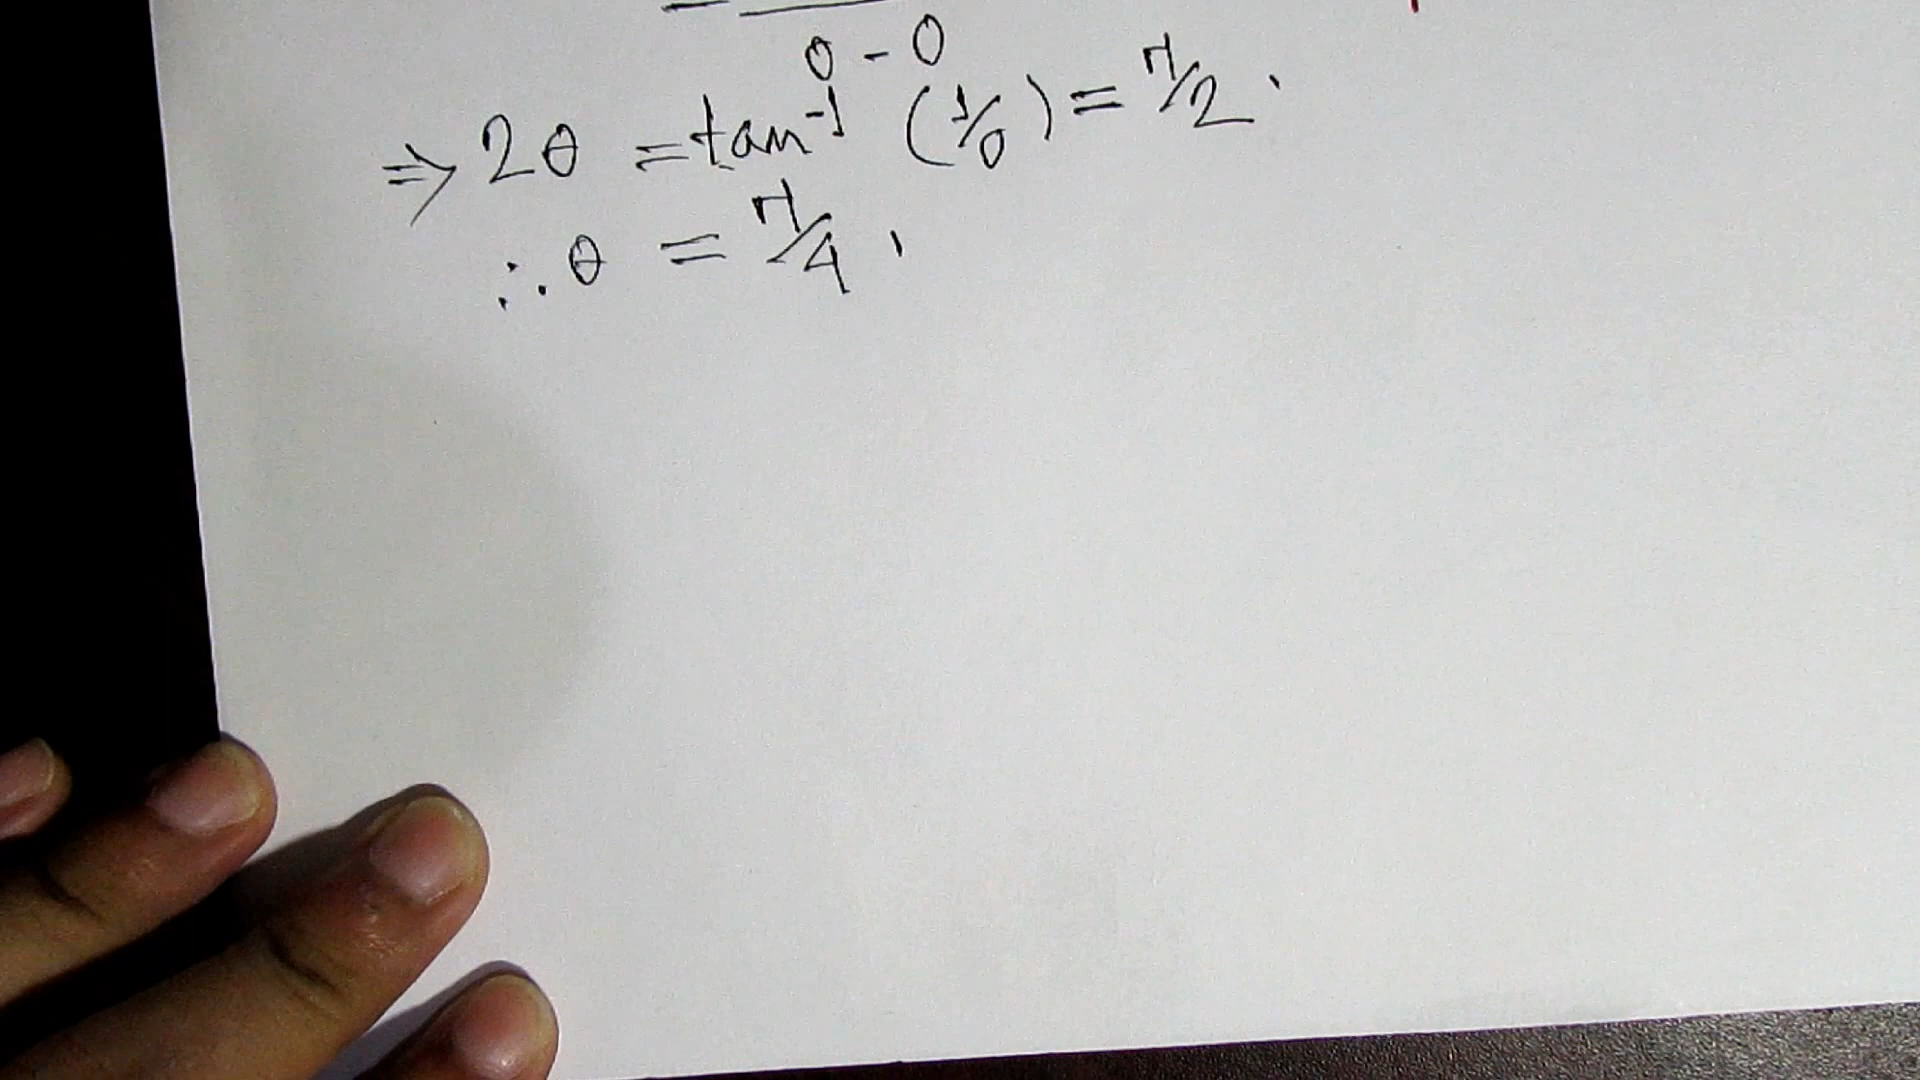 = 
0 - 0
⇒ 2θ = tan⁻¹ (1/0) = π/2.
∴ θ = π/4.